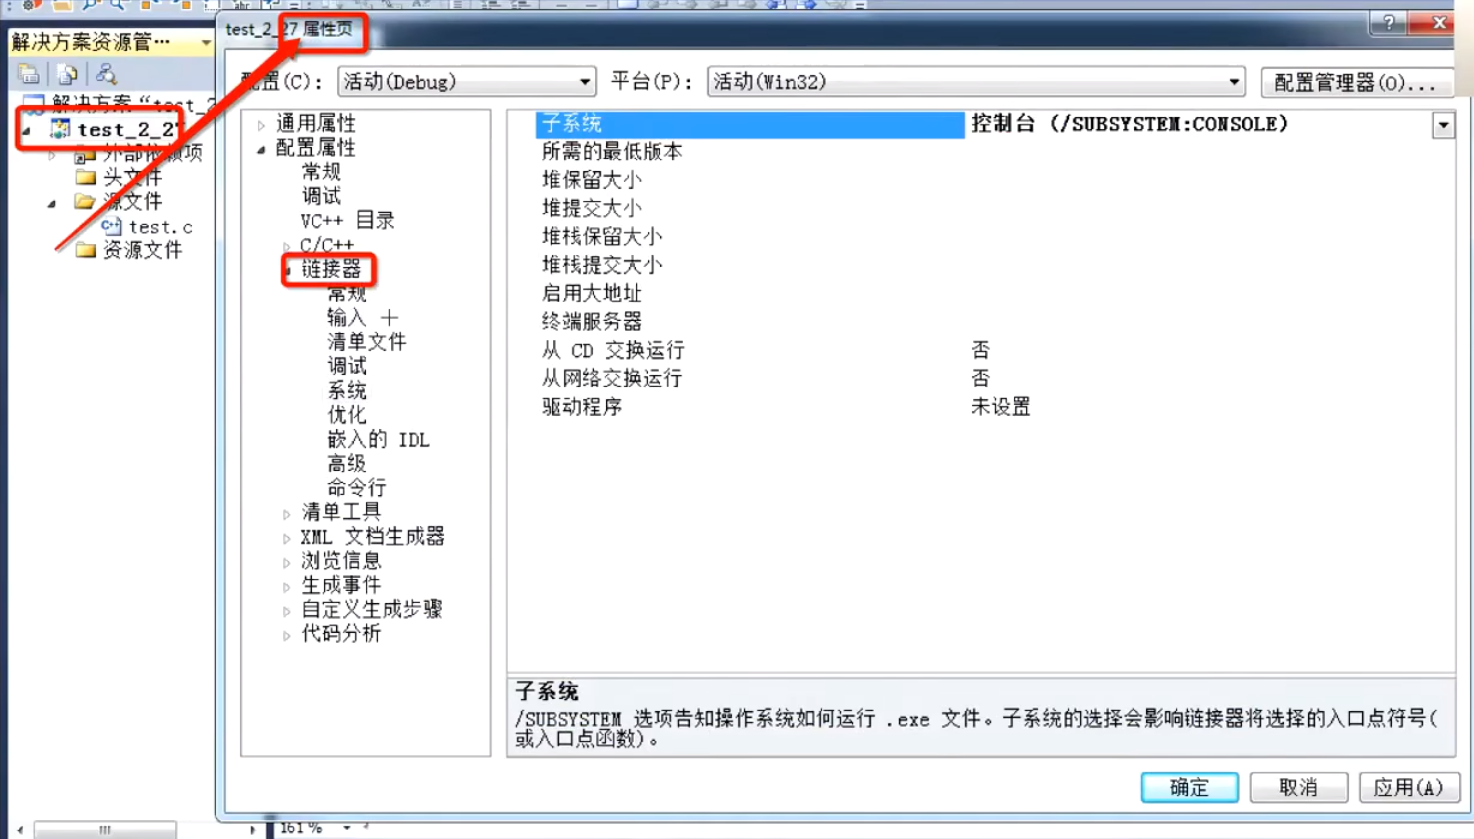 解决方案资源管…
解决方案“test_2
test_2_27
外部依赖项
头文件
源文件
test.c
资源文件
test_2_27 属性页
配置(C):
活动(Debug)
平台(P):
活动(Win32)
配置管理器(O)...
通用属性
配置属性
常规
调试
VC++ 目录
C/C++
链接器
常规
输入
清单文件
调试
系统
优化
嵌入的 IDL
高级
命令行
清单工具
XML 文档生成器
浏览信息
生成事件
自定义生成步骤
代码分析
子系统 控制台 (/SUBSYSTEM:CONSOLE)
所需的最低版本
堆保留大小
堆提交大小
堆栈保留大小
堆栈提交大小
启用大地址
终端服务器
从 CD 交换运行 否
从网络交换运行 否
驱动程序 未设置
子系统
/SUBSYSTEM 选项告知操作系统如何运行 .exe 文件。子系统的选择会影响链接器将选择的入口点符号(
或入口点函数)。
确定
取消
应用(A)
161 %